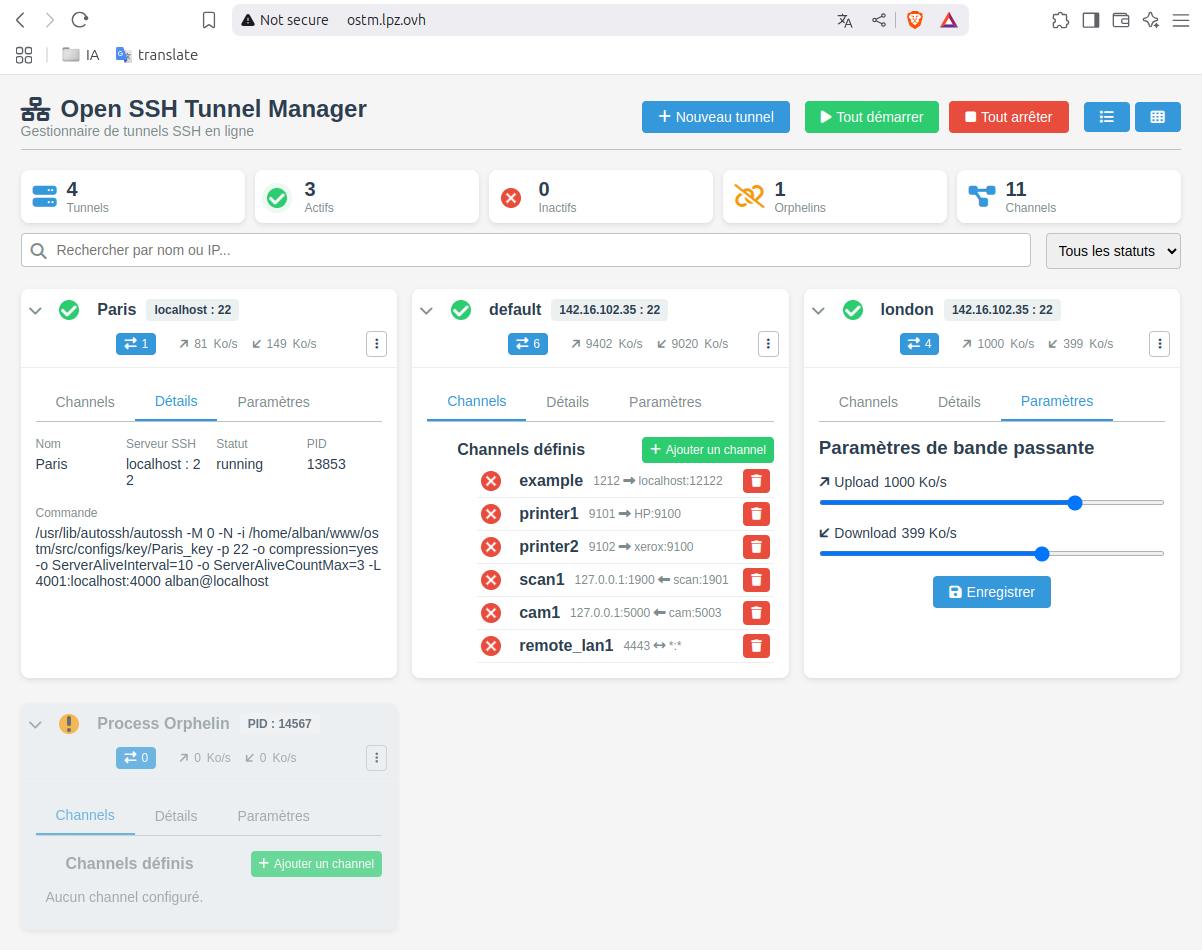 Not secure ostm.lpz.ovh
IA translate
Open SSH Tunnel Manager
Gestionnaire de tunnels SSH en ligne
Nouveau tunnel Tout démarrer Tout arrêter
4
Tunnels
3
Actifs
0
Inactifs
1
Orphelins
11
Channels
Rechercher par nom ou IP...
Tous les statuts
Paris localhost : 22
1 81 Ko/s 149 Ko/s
Channels Détails Paramètres
Nom Serveur SSH Statut PID
Paris localhost : 2 running 13853
2
Commande
/usr/lib/autossh/autossh -M 0 -N -i /home/alban/www/os
tm/src/configs/key/Paris_key -p 22 -o compression=yes
-o ServerAliveInterval=10 -o ServerAliveCountMax=3 -L
4001:localhost:4000 alban@localhost
default 142.16.102.35 : 22
6 9402 Ko/s 9020 Ko/s
Channels Détails Paramètres
Channels définis Ajouter un channel
example 1212 ➡ localhost:12122
printer1 9101 ➡ HP:9100
printer2 9102 ➡ xerox:9100
scan1 127.0.0.1:1900 ⬅ scan:1901
cam1 127.0.0.1:5000 ⬅ cam:5003
remote_lan1 4443 ↔ *:*
london 142.16.102.35 : 22
4 1000 Ko/s 399 Ko/s
Channels Détails Paramètres
Paramètres de bande passante
Upload 1000 Ko/s
Download 399 Ko/s
Enregistrer
Process Orphelin PID : 14567
0 0 Ko/s 0 Ko/s
Channels Détails Paramètres
Channels définis Ajouter un channel
Aucun channel configuré.